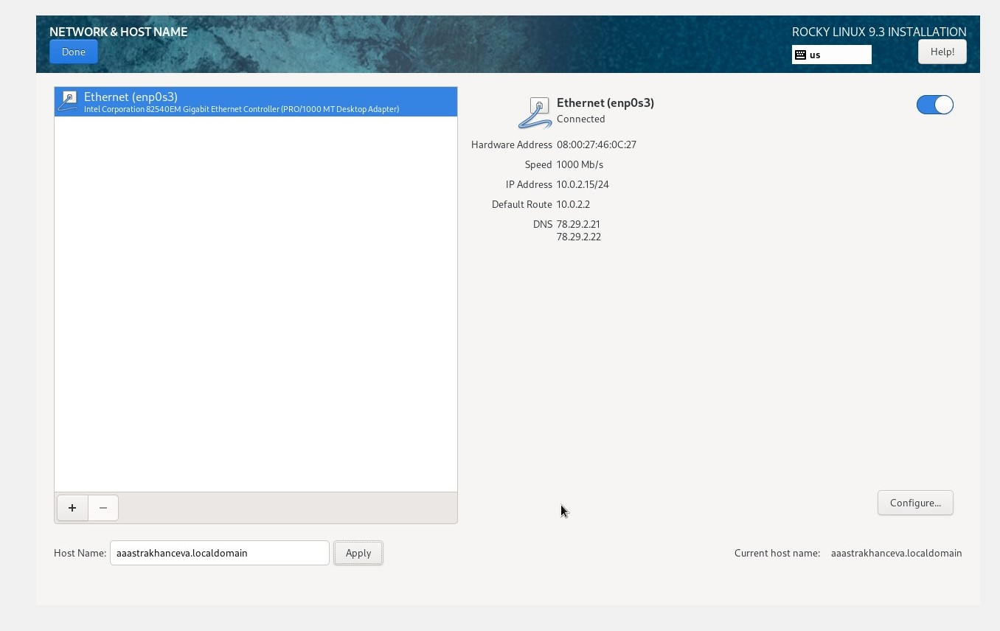 NETWORK & HOST NAME
ROCKY LINUX 9.3 INSTALLATION
Done
us
Help!
Ethernet (enp0s3)
Intel Corporation 82540EM Gigabit Ethernet Controller (PRO/1000 MT Desktop Adapter)
Ethernet (enp0s3)
Connected
Hardware Address 08:00:27:46:0C:27
Speed 1000 Mb/s
IP Address 10.0.2.15/24
Default Route 10.0.2.2
DNS 78.29.2.21
78.29.2.22
+ −
Configure...
Host Name: aaastrakhanceva.localdomain Apply
Current host name: aaastrakhanceva.localdomain